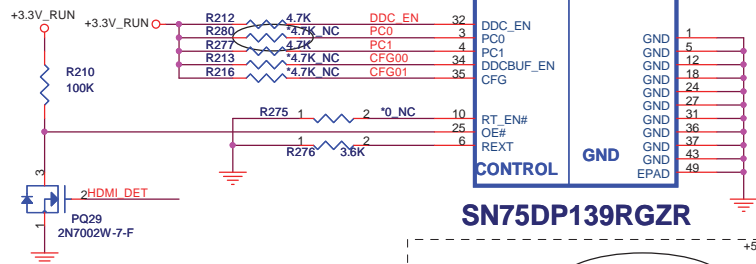 +3.3V_RUN
+3.3V_RUN
R212 4.7K DDC_EN 32 DDC_EN
R280 *4.7K_NC PC0 3 PC0
R277 4.7K PC1 4 PC1
R213 *4.7K_NC CFG00 34 DDCBUF_EN
R216 *4.7K_NC CFG01 35 CFG
R210
100K
R275 1 2 *0_NC 10 RT_EN#
25 OE#
R276 1 3.6K 2 6 REXT
CONTROL
GND
GND 1
GND 5
GND 12
GND 18
GND 24
GND 27
GND 31
GND 36
GND 37
GND 43
EPAD 49
3
2 HDMI_DET
1
PQ29
2N7002W-7-F
SN75DP139RGZR
+5